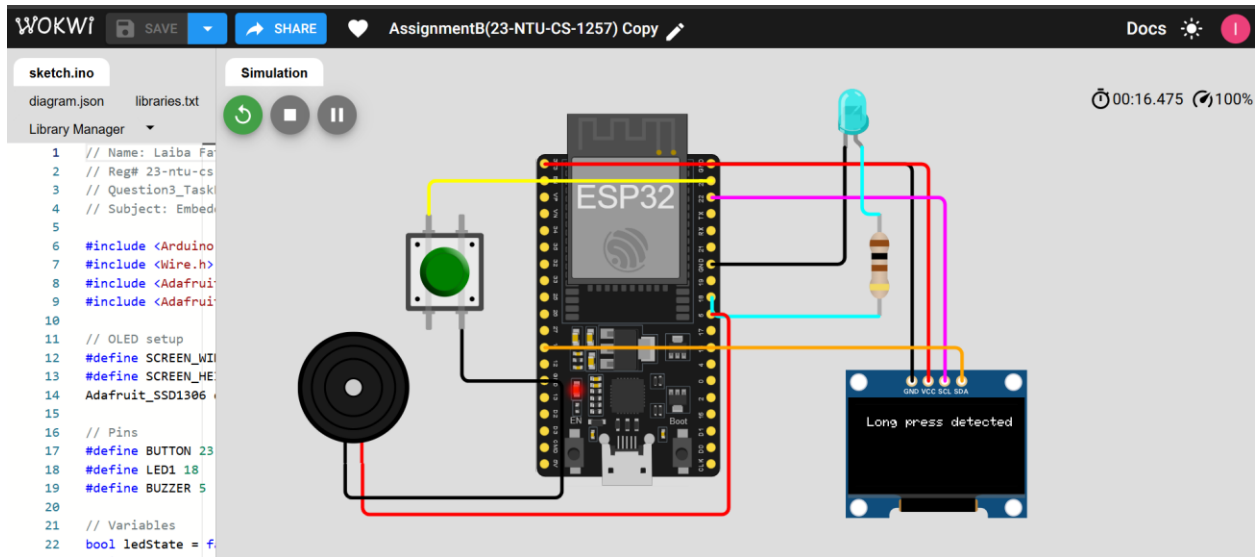 WOKWi SAVE SHARE AssignmentB(23-NTU-CS-1257) Copy Docs I
sketch.ino Simulation
diagram.json libraries.txt
Library Manager
00:16.475 100%
1 // Name: Laiba Fa
2 // Reg# 23-ntu-cs
3 // Question3_Task
4 // Subject: Embed
5
6 #include <Arduino
7 #include <Wire.h>
8 #include <Adafrui
9 #include <Adafrui
10
11 // OLED setup
12 #define SCREEN_WI
13 #define SCREEN_HE
14 Adafruit_SSD1306
15
16 // Pins
17 #define BUTTON 23
18 #define LED1 18
19 #define BUZZER 5
20
21 // Variables
22 bool ledState = f
ESP32
EN Boot
GND VCC SCL SDA
Long press detected